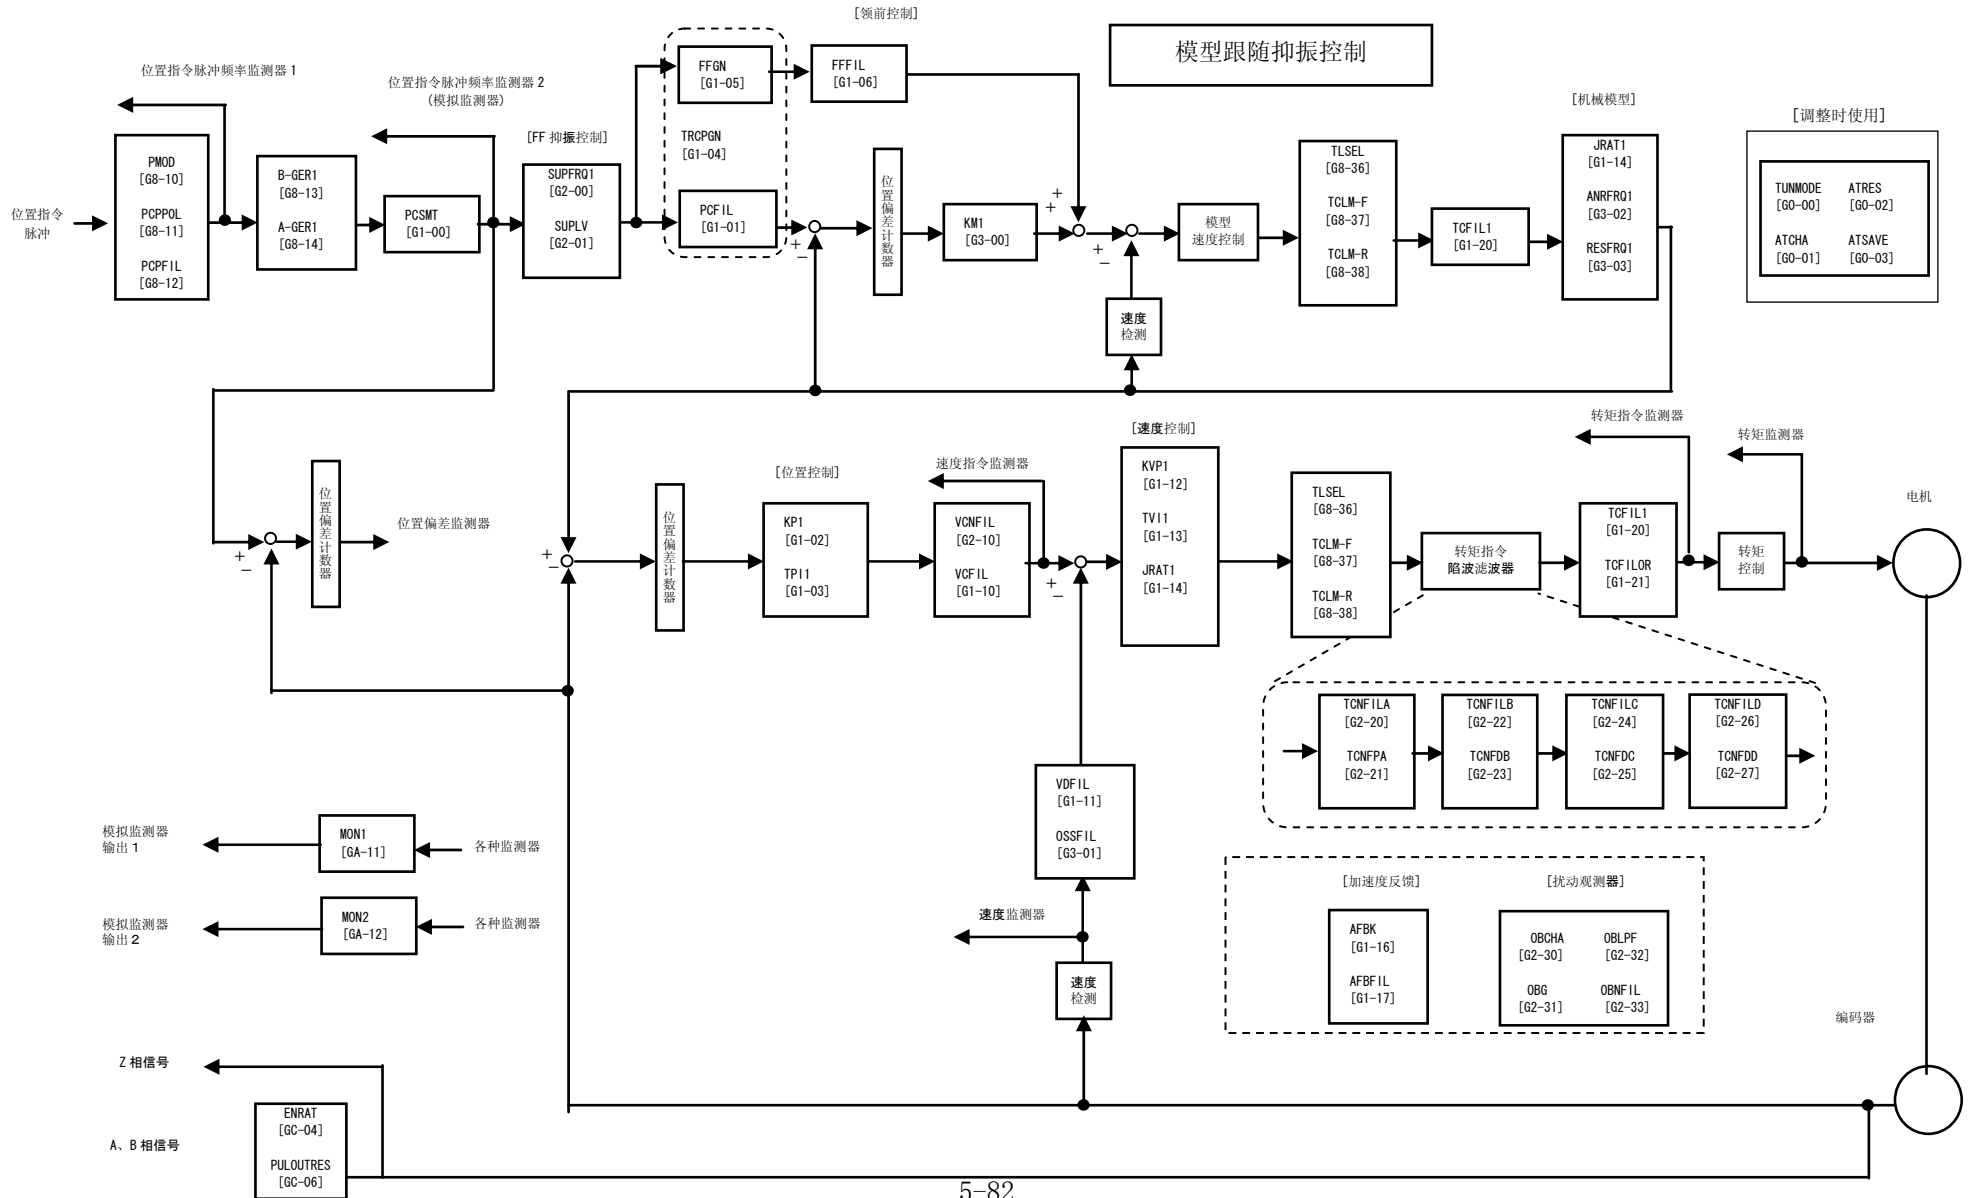 [领前控制]
模型跟随抑振控制
位置指令脉冲频率监测器 1
位置指令脉冲频率监测器 2
(模拟监测器)
[FF 抑振控制]
[机械模型]
[调整时使用]
位置指令
脉冲
PMOD
[G8-10]
PCPPOL
[G8-11]
PCPFIL
[G8-12]
B-GER1
[G8-13]
A-GER1
[G8-14]
PCSMT
[G1-00]
SUPFRQ1
[G2-00]
SUPLV
[G2-01]
FFGN
[G1-05]
TRCPGN
[G1-04]
PCFIL
[G1-01]
FFFIL
[G1-06]
+
−
位置偏差计数器
KM1
[G3-00]
+
+
+
−
模型
速度控制
速度
检测
TLSEL
[G8-36]
TCLM-F
[G8-37]
TCLM-R
[G8-38]
TCFIL1
[G1-20]
JRAT1
[G1-14]
ANRFRQ1
[G3-02]
RESFRQ1
[G3-03]
TUNMODE ATRES
[G0-00] [G0-02]
ATCHA ATSAVE
[G0-01] [G0-03]
+
−
位置偏差计数器
位置偏差监测器
+
−
位置偏差计数器
[位置控制]
KP1
[G1-02]
TPI1
[G1-03]
速度指令监测器
VCNFIL
[G2-10]
VCFIL
[G1-10]
+
−
[速度控制]
KVP1
[G1-12]
TVI1
[G1-13]
JRAT1
[G1-14]
TLSEL
[G8-36]
TCLM-F
[G8-37]
TCLM-R
[G8-38]
转矩指令
陷波滤波器
转矩指令监测器
TCFIL1
[G1-20]
TCFILOR
[G1-21]
转矩监测器
转矩
控制
电机
TCNFILA
[G2-20]
TCNFPA
[G2-21]
TCNFILB
[G2-22]
TCNFDB
[G2-23]
TCNFILC
[G2-24]
TCNFDC
[G2-25]
TCNFILD
[G2-26]
TCNFDD
[G2-27]
VDFIL
[G1-11]
OSSFIL
[G3-01]
模拟监测器
输出 1
MON1
[GA-11]
各种监测器
模拟监测器
输出 2
MON2
[GA-12]
各种监测器
速度监测器
速度
检测
[加速度反馈]
AFBK
[G1-16]
AFBFIL
[G1-17]
[扰动观测器]
OBCHA OBLPF
[G2-30] [G2-32]
OBG OBNFIL
[G2-31] [G2-33]
编码器
Z 相信号
A、B 相信号
ENRAT
[GC-04]
PULOUTRES
[GC-06]
5-82